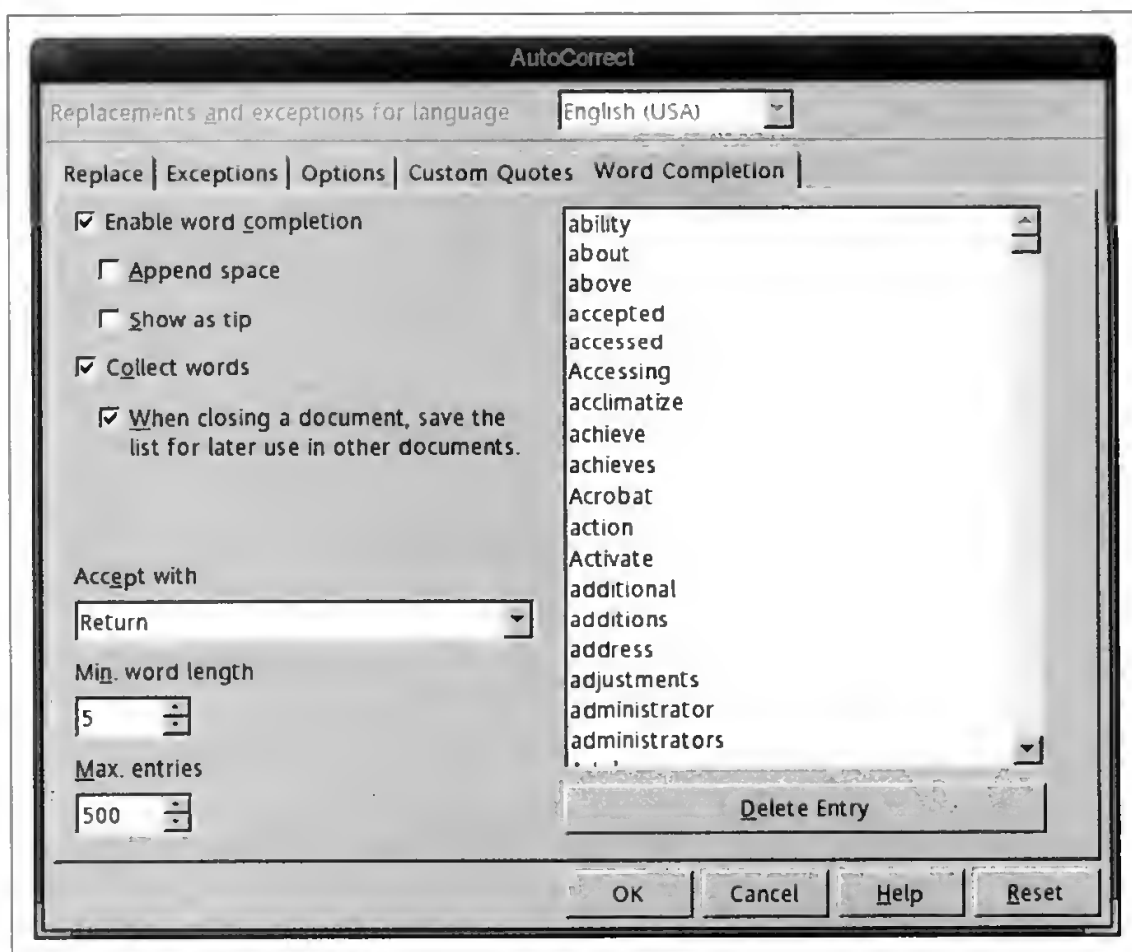 AutoCorrect
Replacements and exceptions for language
English (USA)
Replace
Exceptions
Options
Custom Quotes
Word Completion
Enable word completion
Append space
Show as tip
Collect words
When closing a document, save the
list for later use in other documents.
Accept with
Return
Min. word length
5
Max. entries
500
ability
about
above
accepted
accessed
Accessing
acclimatize
achieve
achieves
Acrobat
action
Activate
additional
additions
address
adjustments
administrator
administrators
Delete Entry
OK
Cancel
Help
Reset